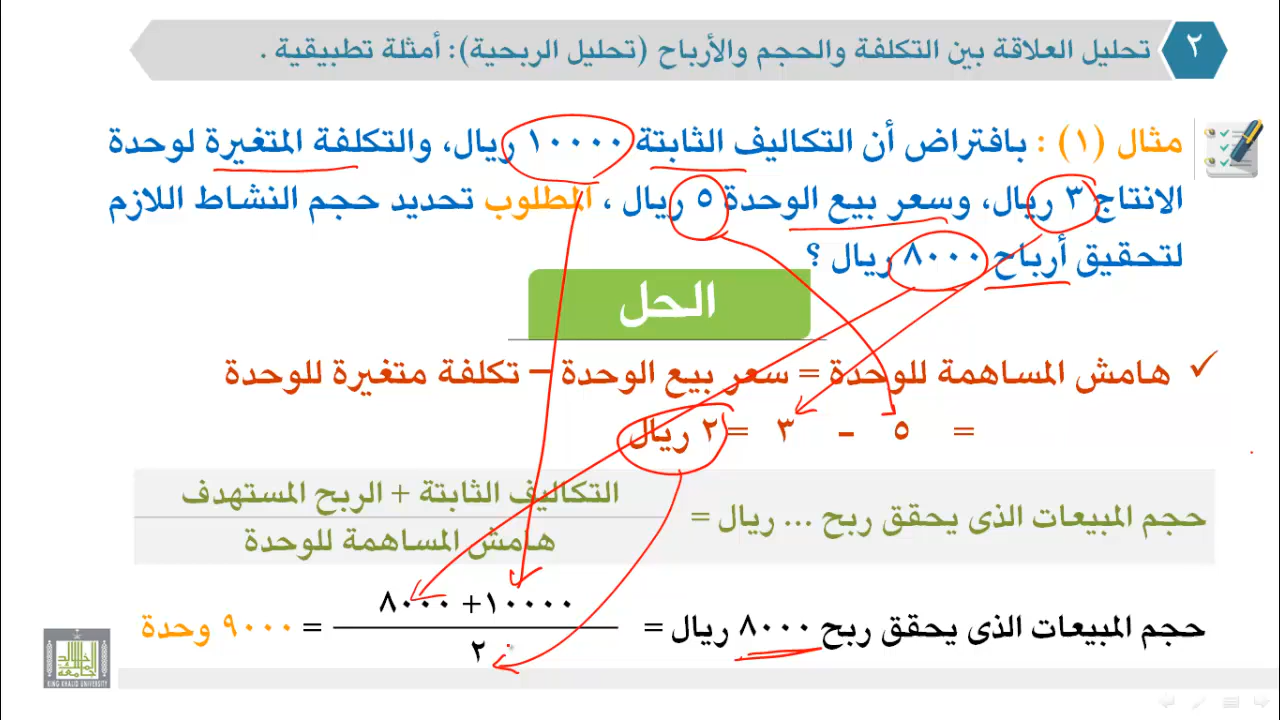 ٢
تحليل العلاقة بين التكلفة والحجم والأرباح (تحليل الربحية): أمثلة تطبيقية .
مثال (١) : بافتراض أن التكاليف الثابتة ١٠٠٠٠ ريال، والتكلفة المتغيرة لوحدة
الانتاج ٣ ريال، وسعر بيع الوحدة ٥ ريال ، المطلوب تحديد حجم النشاط اللازم
لتحقيق أرباح ٨٠٠٠ ريال ؟
الحل
✓ هامش المساهمة للوحدة = سعر بيع الوحدة – تكلفة متغيرة للوحدة
= ٥ - ٣ = ٢ ريال
التكاليف الثابتة + الربح المستهدف
حجم المبيعات الذى يحقق ربح ... ريال =
هامش المساهمة للوحدة
١٠٠٠٠+ ٨٠٠٠
حجم المبيعات الذى يحقق ربح ٨٠٠٠ ريال = = ٩٠٠٠ وحدة
٢
KING KHALID UNIVERSITY